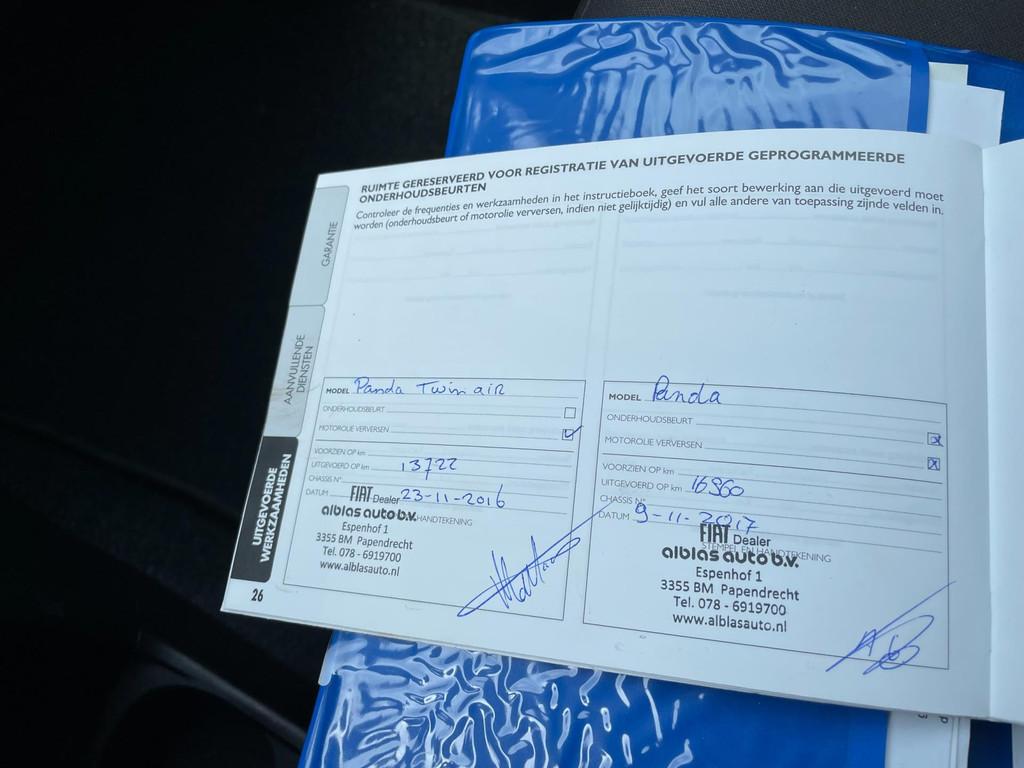 RUIMTE GERESERVEERD VOOR REGISTRATIE VAN UITGEVOERDE GEPROGRAMMEERDE
ONDERHOUDSBEURTEN
Controleer de frequenties en werkzaamheden in het instructieboek, geef het soort bewerking aan die uitgevoerd moet
worden (onderhoudsbeurt of motorolie verversen, indien niet gelijktijdig) en vul alle andere van toepassing zijnde velden in.
GARANTIE
AANVULLENDE
DIENSTEN
UITGEVOERDE
WERKZAAMHEDEN
26
MODEL Panda Twin air
ONDERHOUDSBEURT
MOTOROLIE VERVERSEN
VOORZIEN OP km
UITGEVOERD OP km 13722
CHASSIS N°
DATUM 23-11-2016
FIAT Dealer
alblas auto b.v.
HANDTEKENING
Espenhof 1
3355 BM Papendrecht
Tel. 078 - 6919700
www.alblasauto.nl
MODEL Panda
ONDERHOUDSBEURT
MOTOROLIE VERVERSEN
VOORZIEN OP km
UITGEVOERD OP km 16960
CHASSIS N°
DATUM 9-11-2017
FIAT Dealer
STEMPEL EN HANDTEKENING
alblas auto b.v.
Espenhof 1
3355 BM Papendrecht
Tel. 078 - 6919700
www.alblasauto.nl